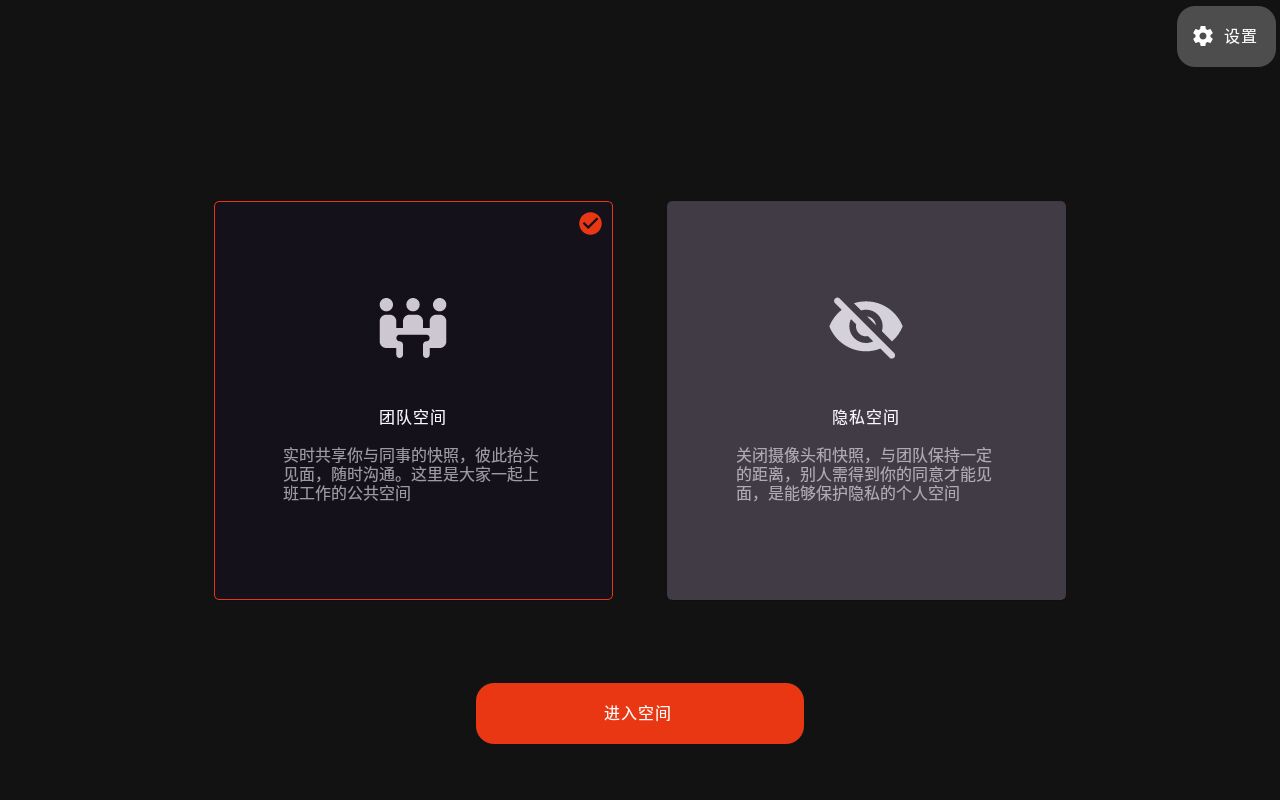 设置
团队空间
实时共享你与同事的快照，彼此抬头
见面，随时沟通。这里是大家一起上
班工作的公共空间
隐私空间
关闭摄像头和快照，与团队保持一定
的距离，别人需得到你的同意才能见
面，是能够保护隐私的个人空间
进入空间